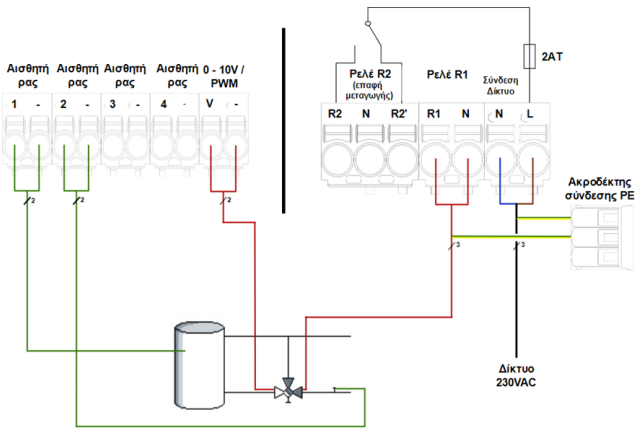 2AT
Αισθητή
ρας
Αισθητή
ρας
Αισθητή
ρας
Αισθητή
ρας
0 - 10V /
PWM
Ρελέ R2
(επαφή
μεταγωγής)
Ρελέ R1
Σύνδεση
Δίκτυο
1 - 2 - 3 - 4 - V -
R2 N R2' R1 N N L
Ακροδέκτης
σύνδεσης PE
2
2
2
3
3
Δίκτυο
230VAC